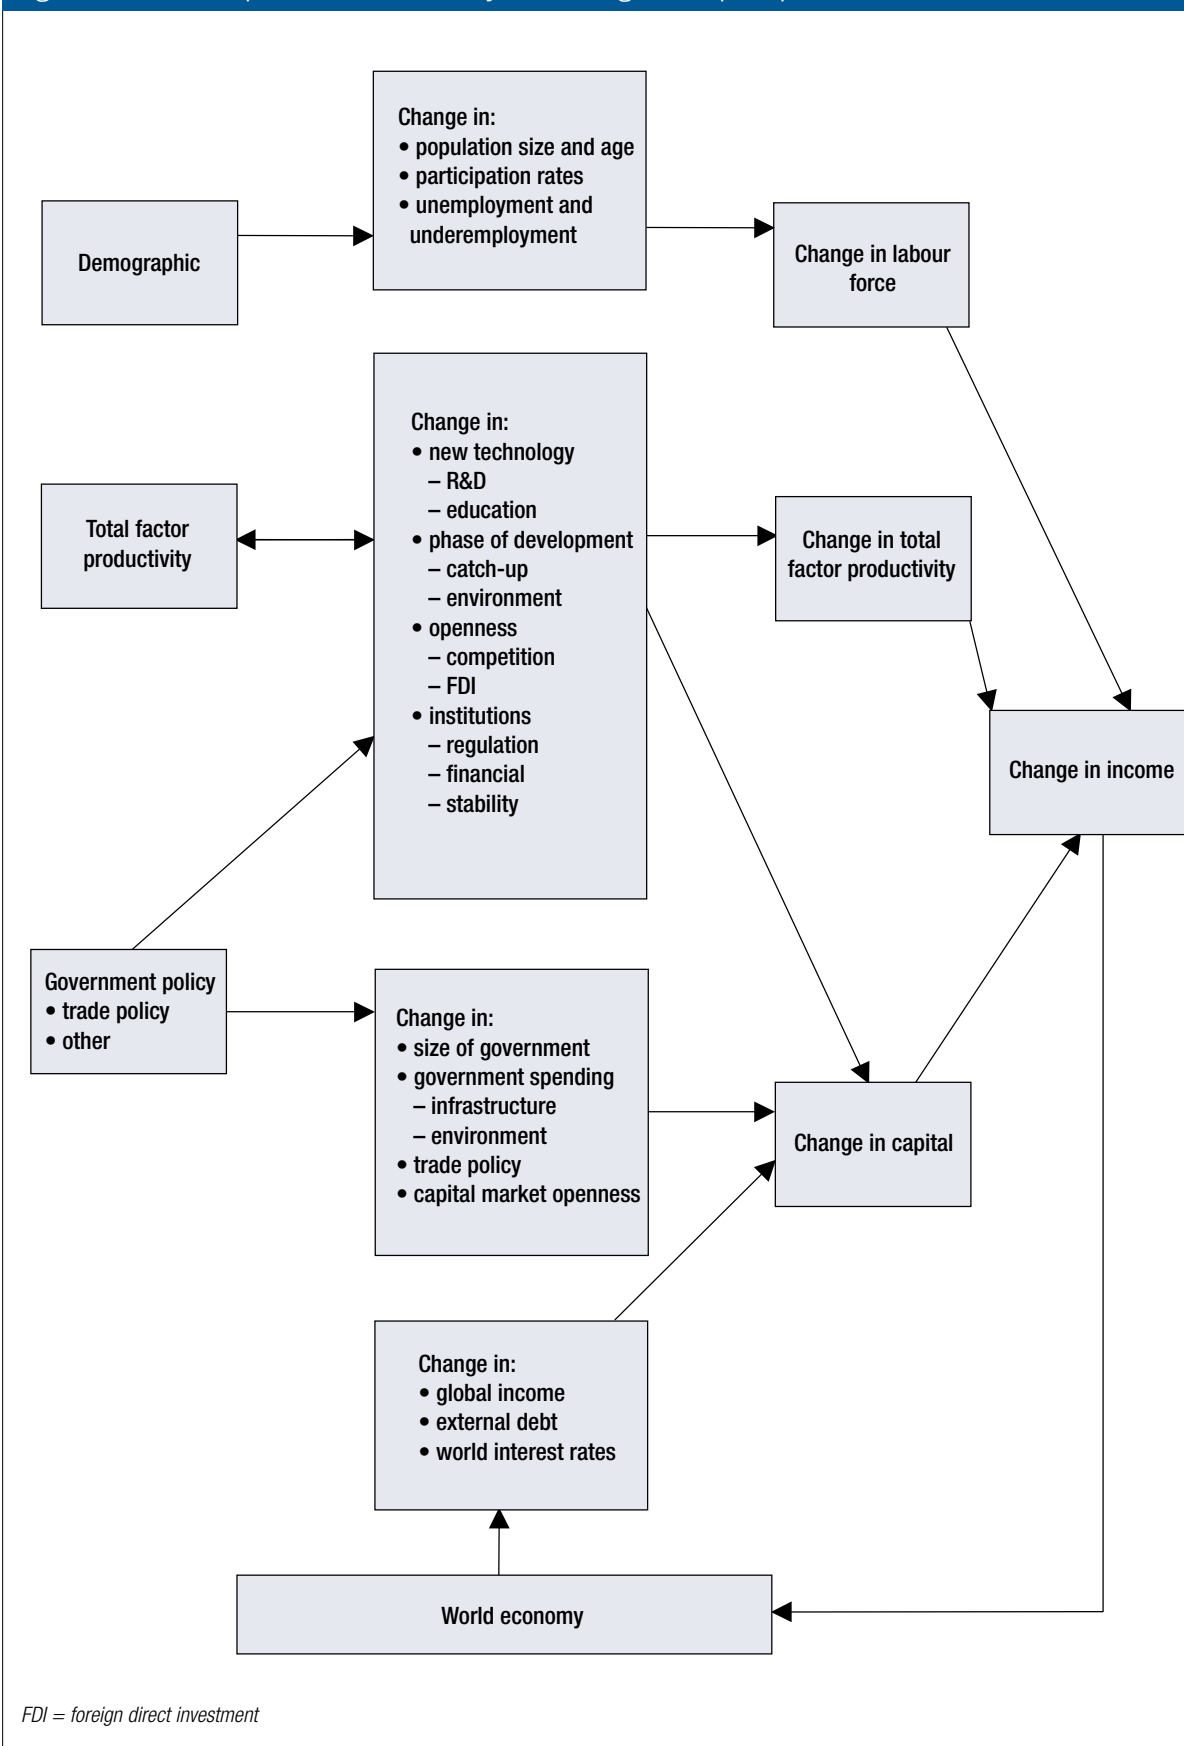 Change in:
• population size and age
• participation rates
• unemployment and
underemployment
Demographic
Change in labour
force
Change in:
• new technology
– R&D
– education
• phase of development
– catch-up
– environment
• openness
– competition
– FDI
• institutions
– regulation
– financial
– stability
Total factor
productivity
Change in total
factor productivity
Change in income
Government policy
• trade policy
• other
Change in:
• size of government
• government spending
– infrastructure
– environment
• trade policy
• capital market openness
Change in capital
Change in:
• global income
• external debt
• world interest rates
World economy
FDI = foreign direct investment